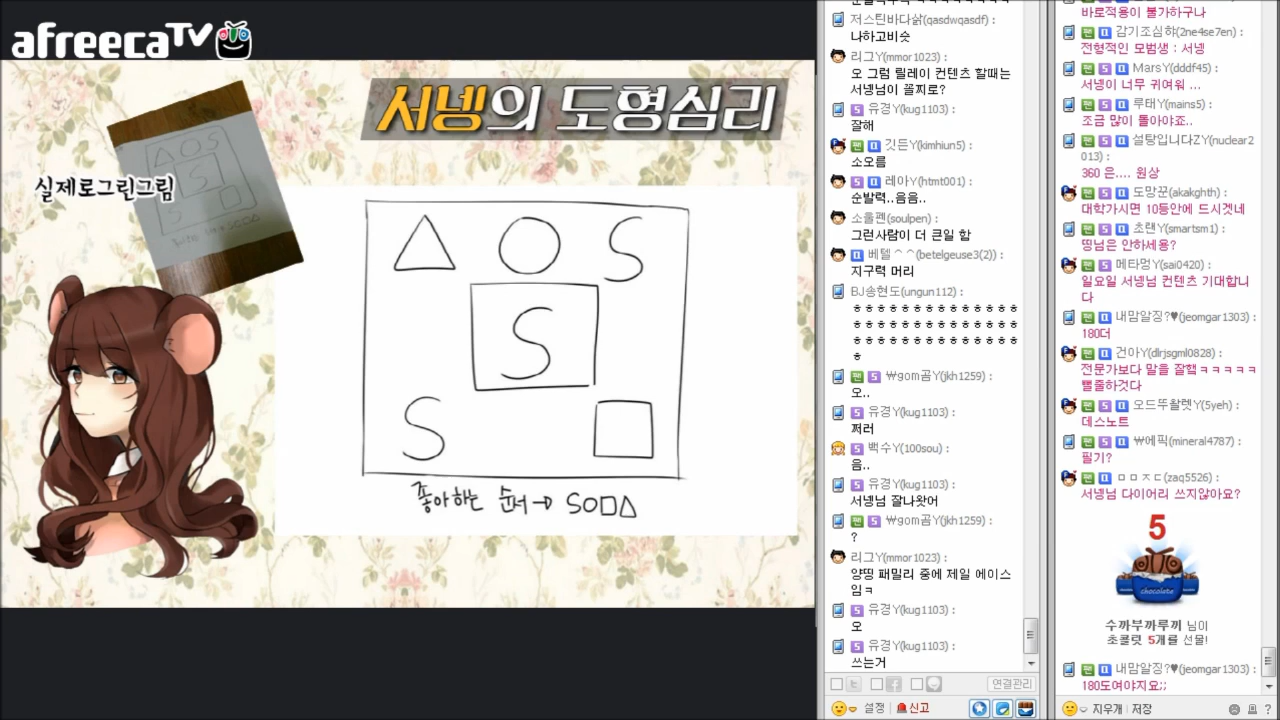 afreecaTV
서넹의 도형심리
실제로그린그림
S
S
S
좋아하는 순서→ SO□△
저스틴바다삵(qasdwqasdf) :
나하고비슷
리그Y(mmor1023) :
오 그럼 릴레이 컨텐츠 할때는
서넹님이 꼴찌로?
S 유경Y(kug1103) :
잘해
깃든Y(kimhiun5) :
소오름
레아Y(htmt001) :
순발력..음음..
소울펜(soulpen) :
그런사람이 더 큰일 함
베텔^^(betelgeuse3(2)) :
지구력 머리
BJ송현도(ungun112) :
ㅎㅎㅎㅎㅎㅎㅎㅎㅎㅎㅎㅎㅎㅎ
ㅎㅎㅎㅎㅎㅎㅎㅎㅎㅎㅎㅎㅎㅎ
ㅎㅎㅎㅎㅎㅎㅎㅎㅎㅎㅎㅎㅎㅎ
ㅎ
팬 S ₩gom곰Y(jkh1259) :
오..
S 유경Y(kug1103) :
쩌러
S 백수Y(100sou) :
음..
S 유경Y(kug1103) :
서넹님 잘나왓어
팬 S ₩gom곰Y(jkh1259) :
?
리그Y(mmor1023) :
양띵 패밀리 중에 제일 에이스
임ㅋ
S 유경Y(kug1103) :
오
S 유경Y(kug1103) :
쓰는거
연결관리
설정 신고
바로적용이 불가하구나
감기조심햐(2ne4se7en) :
전형적인 모범생 : 서넹
MarsY(dddf45) :
서넹이 너무 귀여워 ...
루태Y(mains5) :
조금 많이 돌아야죠..
설탕입니다ZY(nuclear2
013) :
360 은.... 원상
도망꾼(akakghth) :
대학가시면 10등안에 드시겟네
초랜Y(smartsm1) :
띵님은 안하세용?
메타멍Y(sai0420) :
일요일 서넹님 컨텐츠 기대합니
다
내맘알징?♥(jeomgar1303) :
180더
건아Y(dlrjsgml0828) :
전문가보다 말을 잘햌ㅋㅋㅋㅋㅋ
빨줄하것다
오드뚜왈렛Y(5yeh) :
데스노트
₩에픽(mineral4787) :
필기?
ㅁㅁㅈㄷ(zaq5526) :
서넹님 다이어리 쓰지않아요?
5
chocolate
수까부까루끼 님이
초콜릿 5개를 선물!
내맘알징?♥(jeomgar1303) :
180도여야지요;;
지우개 저장